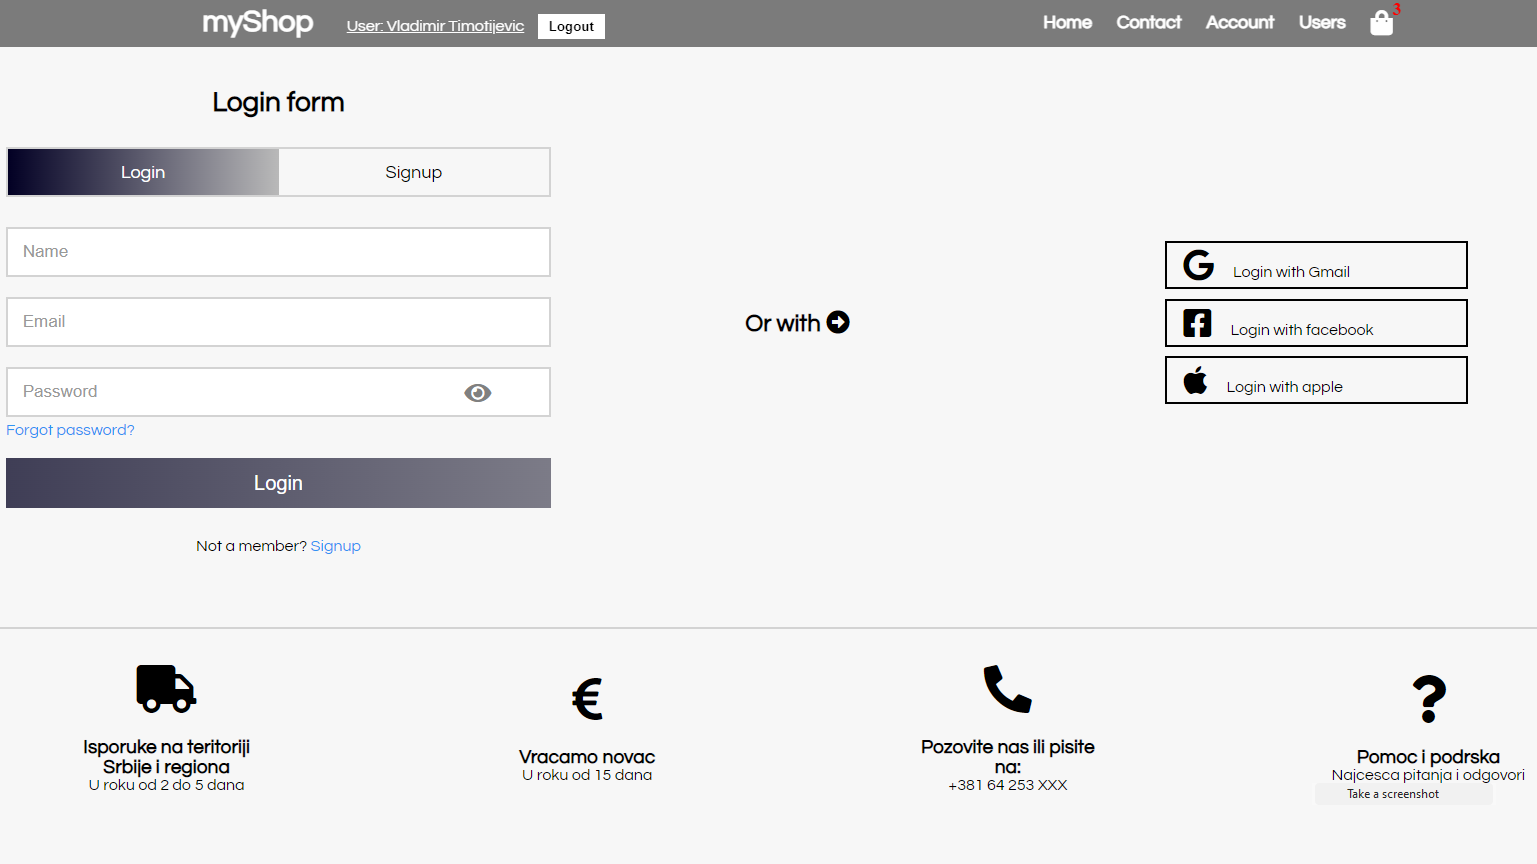 myShop
User: Vladimir Timotijevic
Logout
Home
Contact
Account
Users
3
Login form
Login
Signup
Name
Email
Password
Forgot password?
Login
Not a member? Signup
Or with
Login with Gmail
Login with facebook
Login with apple
Isporuke na teritoriji
Srbije i regiona
U roku od 2 do 5 dana
Vracamo novac
U roku od 15 dana
Pozovite nas ili pisite
na:
+381 64 253 XXX
Pomoc i podrska
Najcesca pitanja i odgovori
Take a screenshot